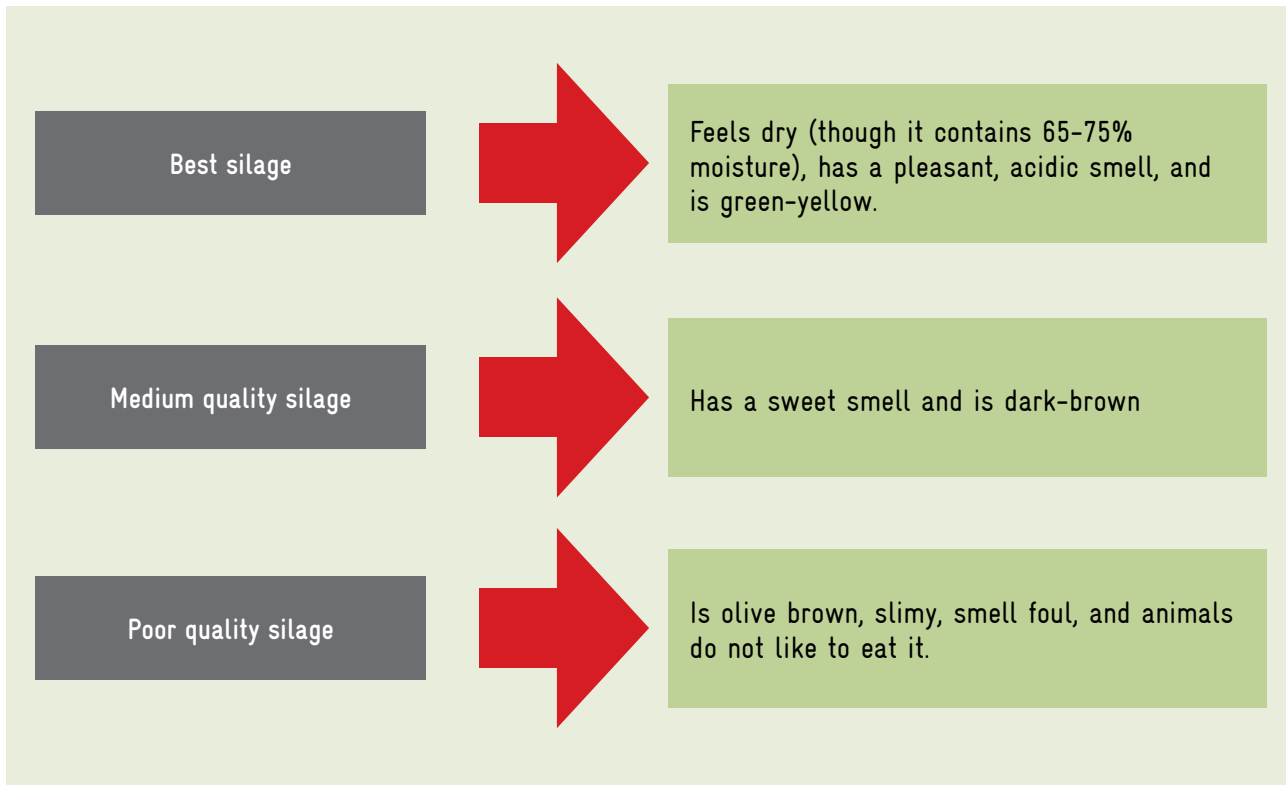 Best silage
Feels dry (though it contains 65-75%
moisture), has a pleasant, acidic smell, and
is green-yellow.
Medium quality silage
Has a sweet smell and is dark-brown
Poor quality silage
Is olive brown, slimy, smell foul, and animals
do not like to eat it.